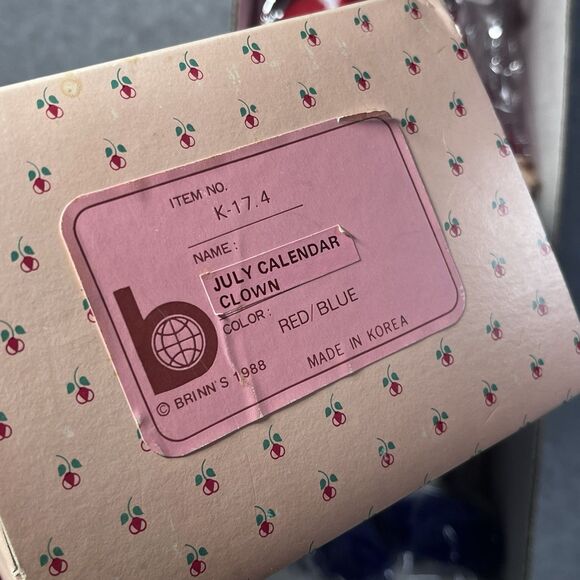 ITEM NO.
K-17.4
NAME:
JULY CALENDAR
CLOWN
COLOR: RED/BLUE
b
© BRINN'S 1988 MADE IN KOREA